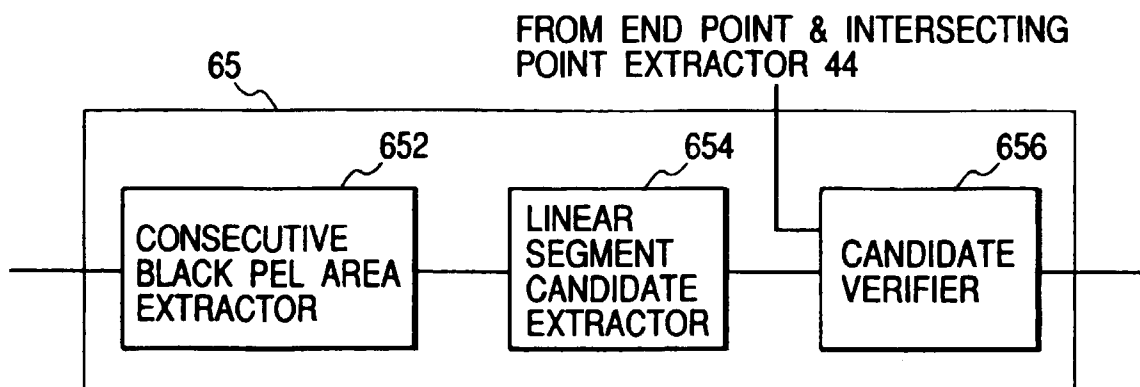 FROM END POINT & INTERSECTING
POINT EXTRACTOR 44
65
652
654
656
CONSECUTIVE
BLACK PEL AREA
EXTRACTOR
LINEAR
SEGMENT
CANDIDATE
EXTRACTOR
CANDIDATE
VERIFIER